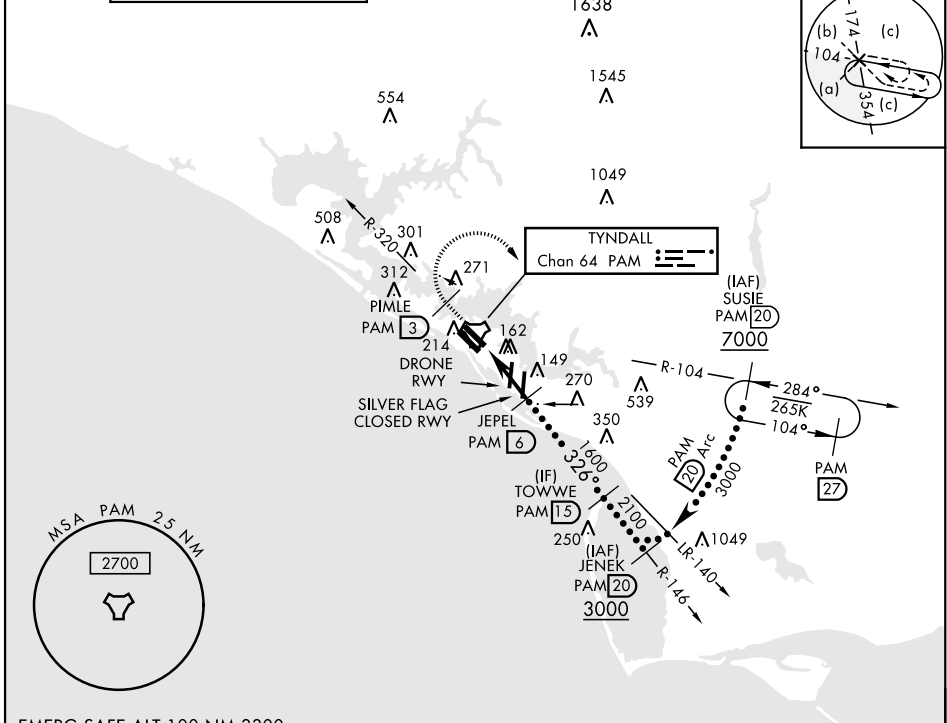 1638
1545
554
1049
508
R-320
301
271
312
TYNDALL
Chan 64 PAM
PIMLE
PAM 3
214
162
DRONE
RWY
149
270
SILVER FLAG
CLOSED RWY
JEPEL
PAM 6
350
539
R-104
(IAF)
SUSIE
PAM 20
7000
284°
265K
104°
PAM
27
PAM
20 Arc
3000
1600
326°
(IF)
TOWWE
PAM 15
2100
250
(IAF)
JENEK
PAM 20
3000
1049
LR-140
R-146
MSA PAM 25 NM
2700
174
(b)
(c)
104
(a)
(c)
354
EMERG SAFE ALT 100 NM 3300